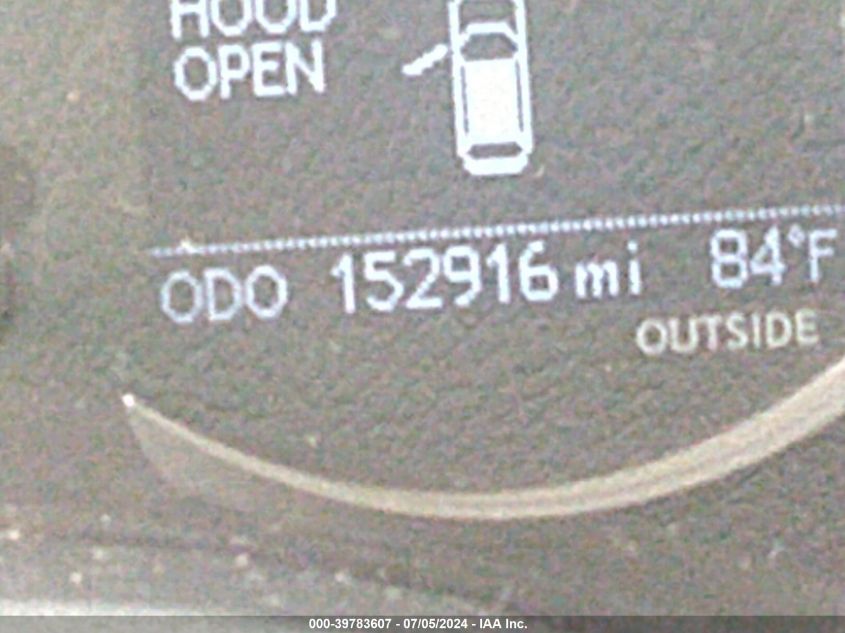 HOOD
OPEN
ODO 152916 mi 84°F
OUTSIDE
000-39783607 - 07/05/2024 - IAA Inc.